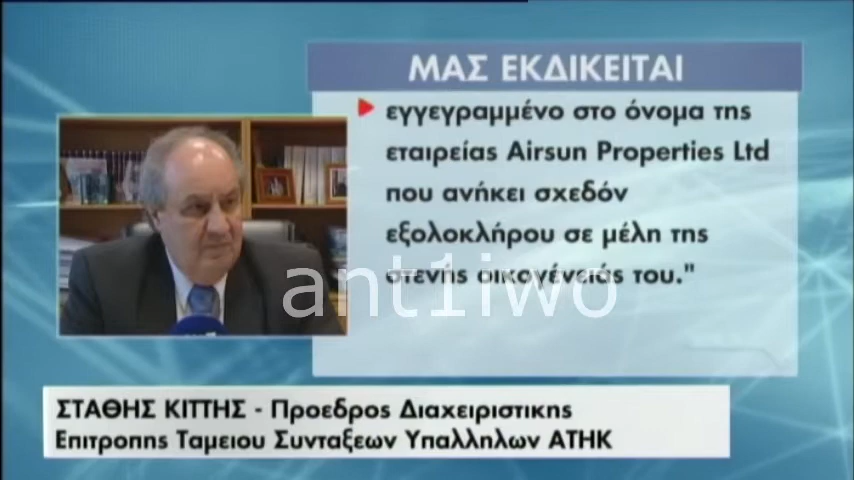 ΜΑΣ ΕΚΔΙΚΕΙΤΑΙ
εγγεγραμμένο στο όνομα της
εταιρείας Airsun Properties Ltd
που ανήκει σχεδόν
εξολοκλήρου σε μέλη της
στενής οικογένειάς του."
ant1iwo
ΣΤΑΘΗΣ ΚΙΤΤΗΣ - Προεδρος Διαχειριστικης
Επιτροπης Ταμειου Συνταξεων Υπαλληλων ΑΤΗΚ